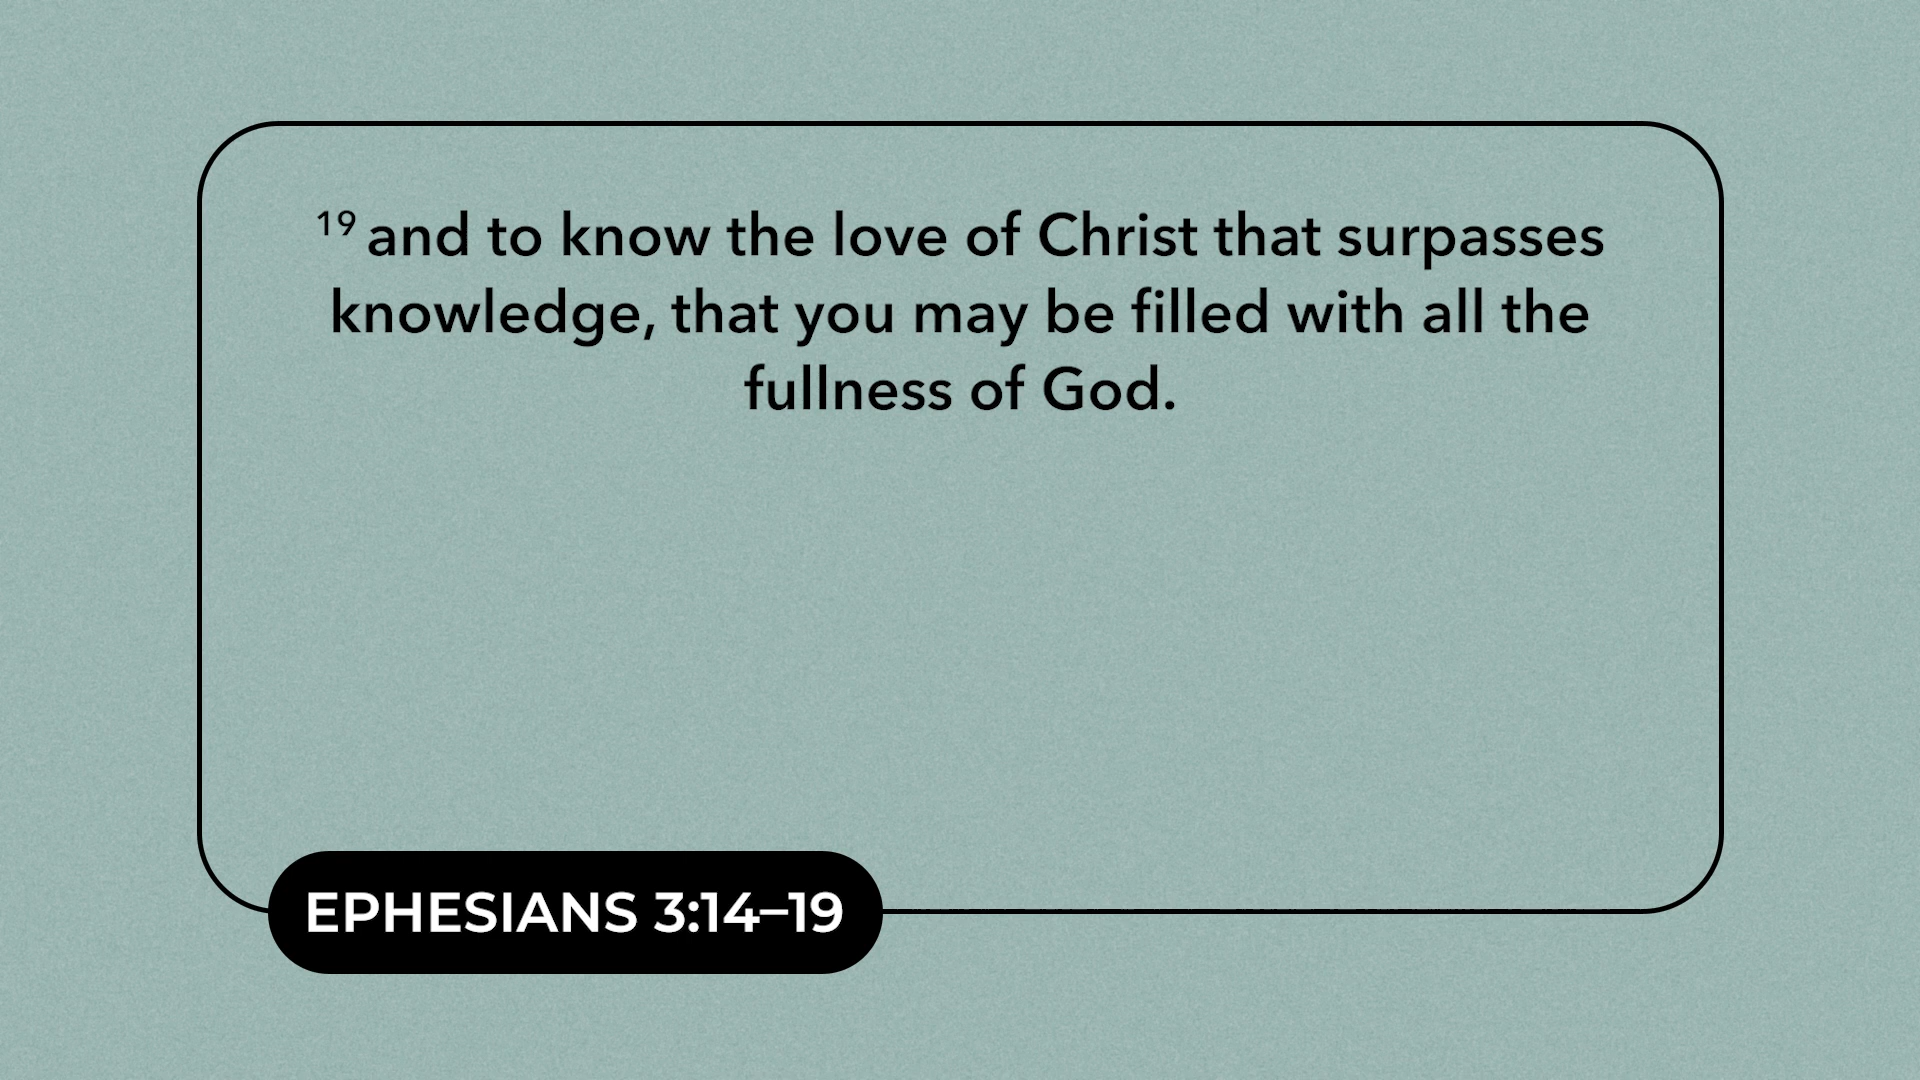 19 and to know the love of Christ that surpasses
knowledge, that you may be filled with all the
fullness of God.
EPHESIANS 3:14–19